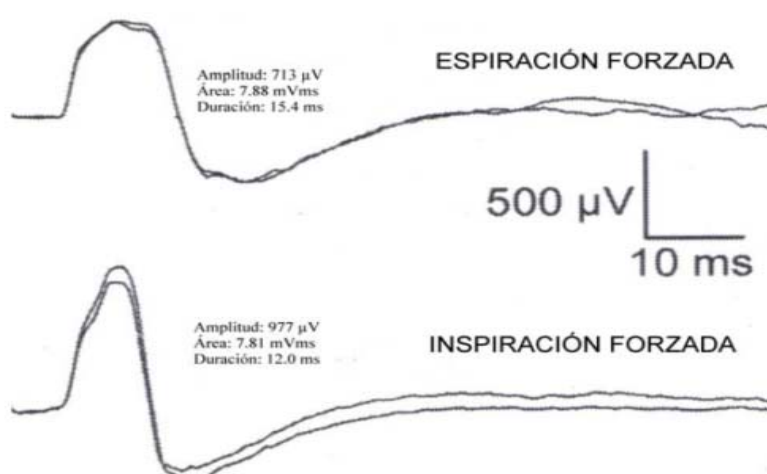 ESPIRACIÓN FORZADA
Amplitud: 713 µV
Área: 7.88 mVms
Duración: 15.4 ms
500 µV
10 ms
INSPIRACIÓN FORZADA
Amplitud: 977 µV
Área: 7.81 mVms
Duración: 12.0 ms